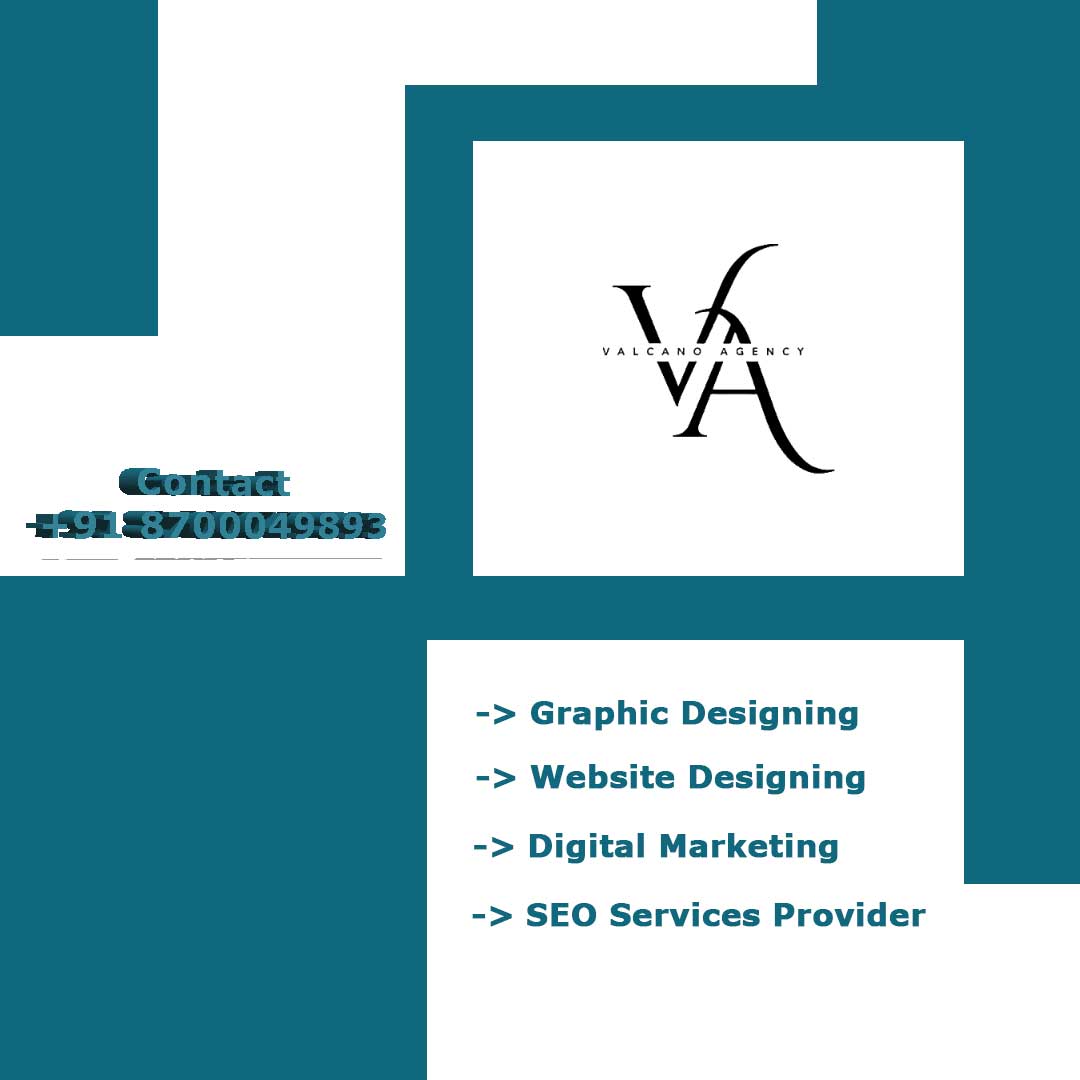 VA
VALCANO AGENCY
Contact
+91 8700049893
-> Graphic Designing
-> Website Designing
-> Digital Marketing
-> SEO Services Provider